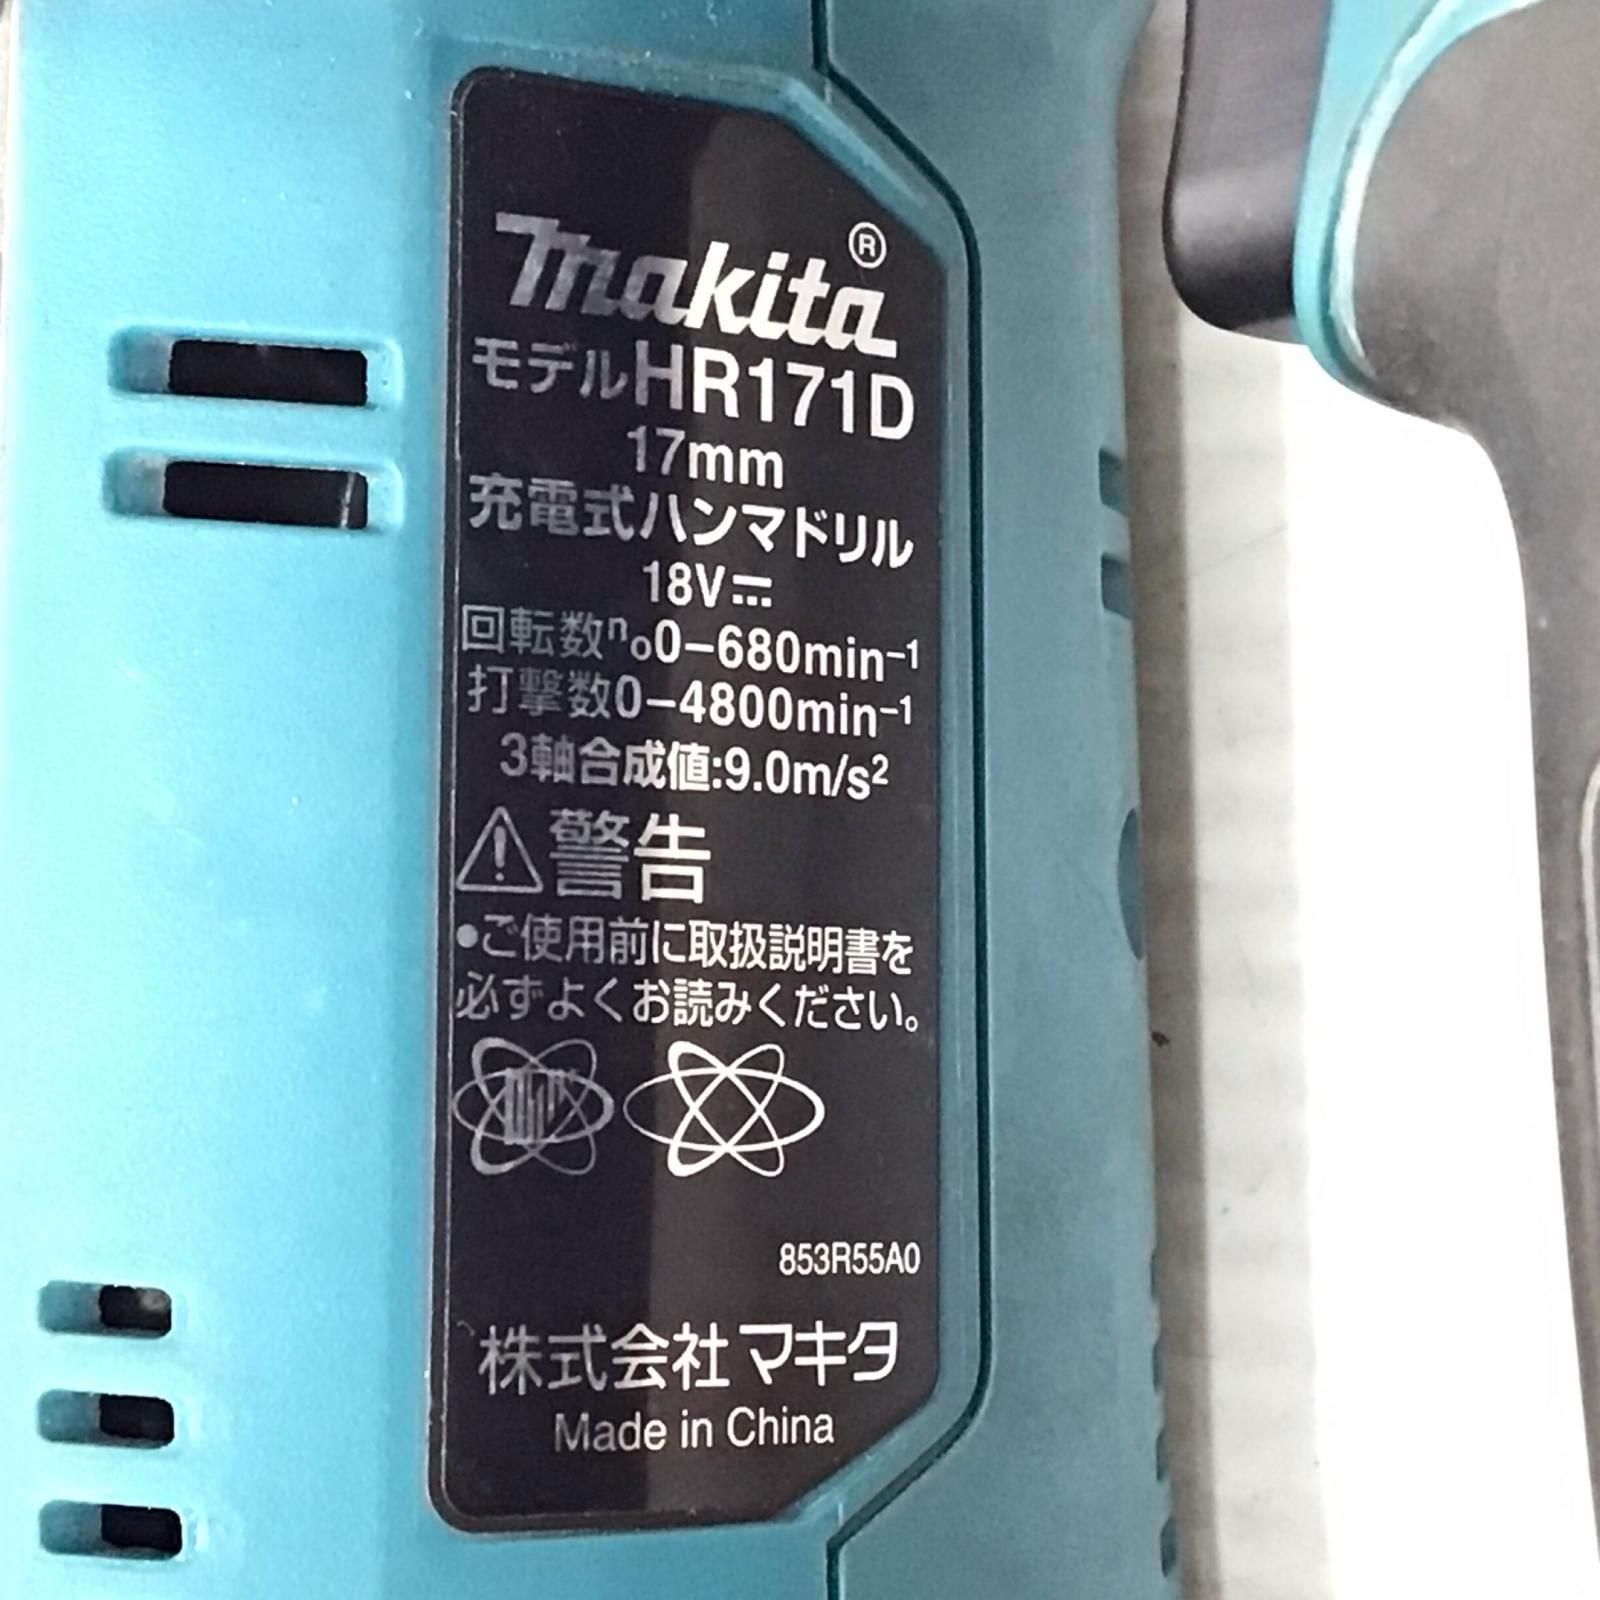 makita®
モデルHR171D
17mm
充電式ハンマドリル
18V⎓
回転数n₀0−680min⁻¹
打撃数0−4800min⁻¹
3軸合成値:9.0m/s²
⚠警告
•ご使用前に取扱説明書を
必ずよくお読みください。
853R55A0
株式会社マキタ
Made in China